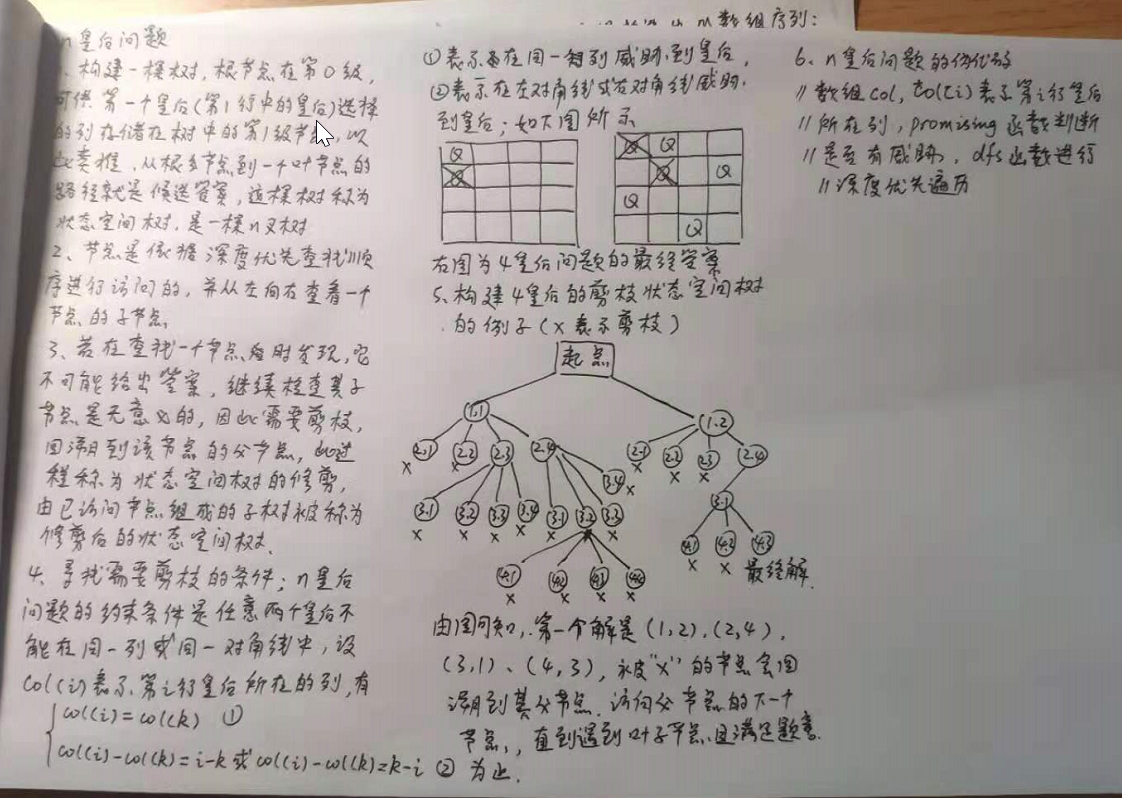 m 数组序列：
n皇后问题
、构建一棵树，根节点在第0级，
可供第一个皇后(第1行中的皇后)选择
的列存储在树中的第1级节点，以
此类推，从根节点到一个叶节点的
路径就是候选答案，这棵树称为
状态空间树，是一棵n叉树
2、节点是依据深度优先查找顺
序进行访问的，并从左向右查看一个
节点的子节点、
3、若在查找一个节点时发现，它
不可能给出答案，继续检查其子
节点是无意义的，因此需要剪枝，
回溯到该节点的父节点，此过
程称为状态空间树的修剪，
由已访问节点组成的子树被称为
修剪后的状态空间树、
4、寻找需要剪枝的条件；n皇后
问题的约束条件是任意两个皇后不
能在同一列或同一对角线中，设
col(i)表示第i行皇后所在的列，有
col(i)=col(k) ①
col(i)-col(k)=i-k 或 col(i)-col(k)=k-i ②
①表示在同一列威胁到皇后，
②表示在左对角线或右对角线威胁
到皇后；如下图所示
Q
Q
Q Q
Q Q
Q
Q
右图为4皇后问题的最终答案
5、构建4皇后的剪枝状态空间树
的例子(X表示剪枝)
起点
1.1 1.2
2.1 2.2 2.3 2.4 2.1 2.2 2.3 2.4
x x x x x
3.4
x
3.1 3.2 3.3 3.4 3.1 3.2 3.3 3.1
x x x x x x
4.1 4.2 4.3
x x 最终解.
4.1 4.2 4.1 4.4
x x x x
由图可知，第一个解是(1,2),(2,4),
(3,1)、(4,3)，被"x"的节点会回
溯到其父节点、访问父节点的下一个
节点，直到遇到叶子节点且满足题意
为止.
6、n皇后问题的伪代码
//数组col，col(i)表示第i行皇后
//所在列，promising函数判断
//是否有威胁，dfs函数进行
//深度优先遍历